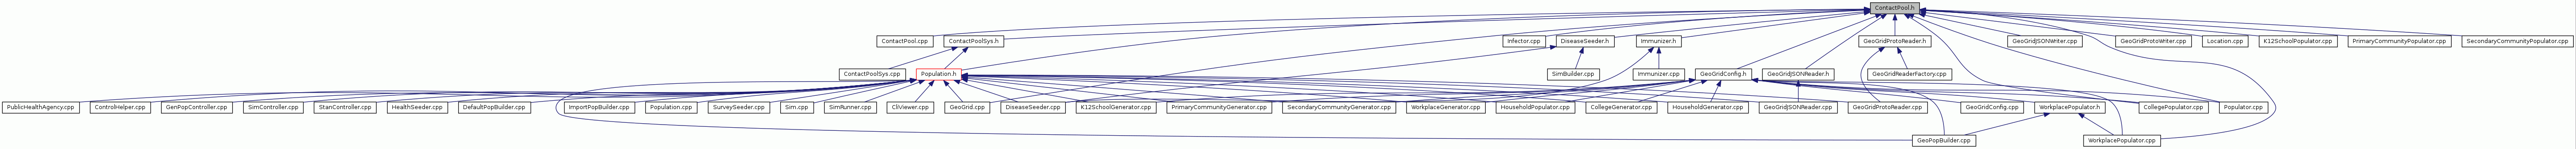 ContactPool.h
ContactPool.cpp
ContactPoolSys.h
Infector.cpp
DiseaseSeeder.h
Immunizer.h
GeoGridProtoReader.h
GeoGridJSONWriter.cpp
GeoGridProtoWriter.cpp
Location.cpp
K12SchoolPopulator.cpp
PrimaryCommunityPopulator.cpp
SecondaryCommunityPopulator.cpp
ContactPoolSys.cpp
Population.h
SimBuilder.cpp
Immunizer.cpp
GeoGridConfig.h
GeoGridJSONReader.h
GeoGridReaderFactory.cpp
PublicHealthAgency.cpp
ControlHelper.cpp
GenPopController.cpp
SimController.cpp
StanController.cpp
HealthSeeder.cpp
DefaultPopBuilder.cpp
ImportPopBuilder.cpp
Population.cpp
SurveySeeder.cpp
Sim.cpp
SimRunner.cpp
CliViewer.cpp
GeoGrid.cpp
DiseaseSeeder.cpp
K12SchoolGenerator.cpp
PrimaryCommunityGenerator.cpp
SecondaryCommunityGenerator.cpp
WorkplaceGenerator.cpp
HouseholdPopulator.cpp
CollegeGenerator.cpp
HouseholdGenerator.cpp
GeoGridJSONReader.cpp
GeoGridProtoReader.cpp
GeoGridConfig.cpp
WorkplacePopulator.h
CollegePopulator.cpp
Populator.cpp
GeoPopBuilder.cpp
WorkplacePopulator.cpp